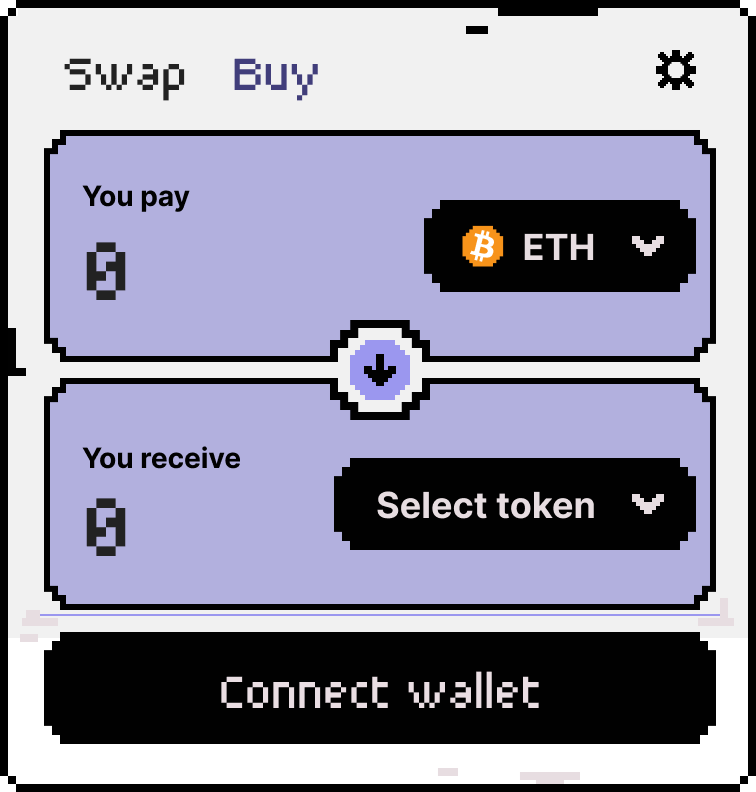 Swap Buy
You pay
0
ETH
You receive
0
Select token
Connect wallet